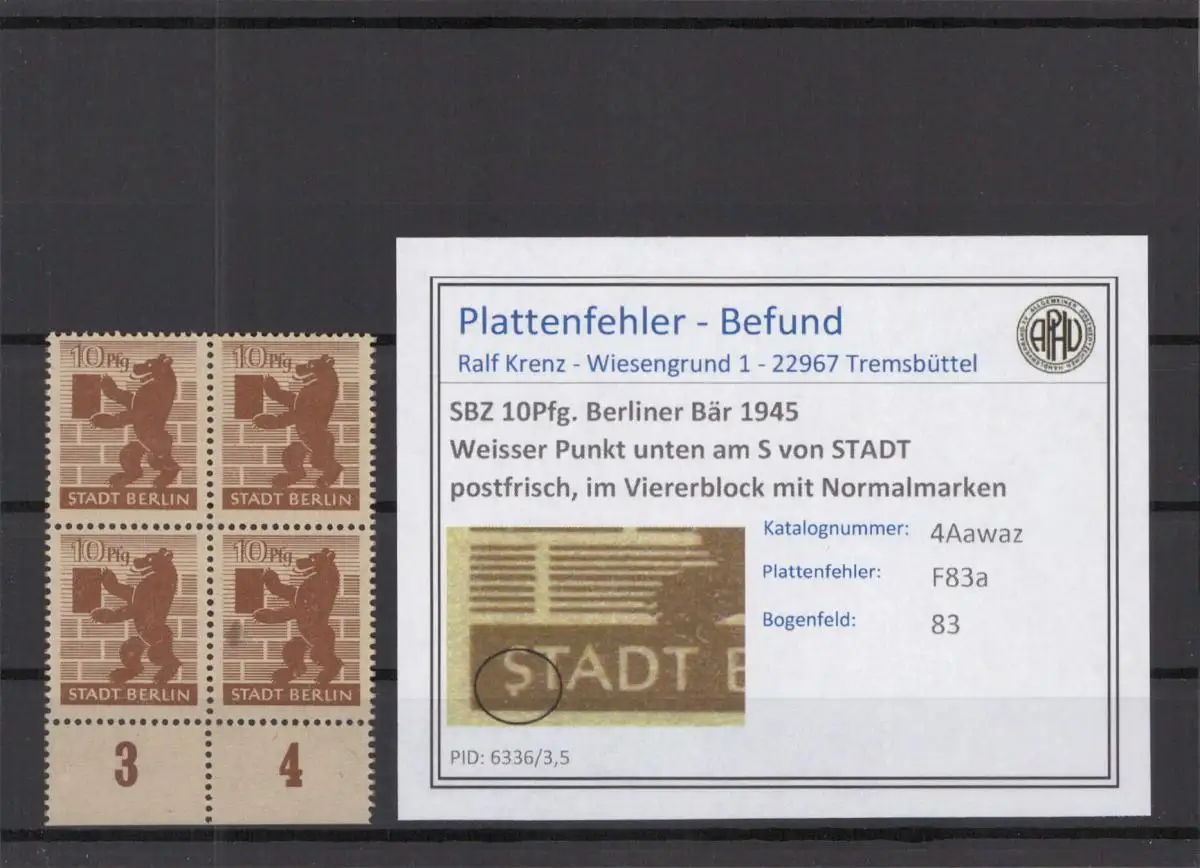 10 Pfg
STADT BERLIN
10 Pfg
STADT BERLIN
10 Pfg
STADT BERLIN
10 Pfg
STADT BERLIN
3 4
Plattenfehler - Befund
Ralf Krenz - Wiesengrund 1 - 22967 Tremsbüttel
APHV
SBZ 10Pfg. Berliner Bär 1945
Weisser Punkt unten am S von STADT
postfrisch, im Viererblock mit Normalmarken
STADT B
Katalognummer: 4Aawaz
Plattenfehler: F83a
Bogenfeld: 83
PID: 6336/3,5